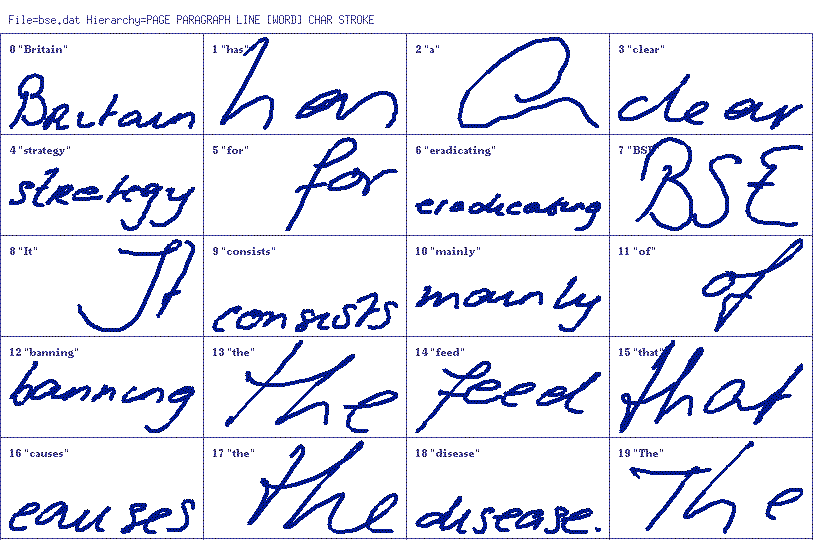 File=bse.dat Hierarchy=PAGE PARAGRAPH LINE [WORD] CHAR STROKE
0 "Britain" 1 "has" 2 "a" 3 "clear"
Britain has a clear
4 "strategy" 5 "for" 6 "eradicating" 7 "BSE"
strategy for eradicating BSE
8 "It" 9 "consists" 10 "mainly" 11 "of"
It consists mainly of
12 "banning" 13 "the" 14 "feed" 15 "that"
banning the feed that
16 "causes" 17 "the" 18 "disease" 19 "The"
causes the disease. The